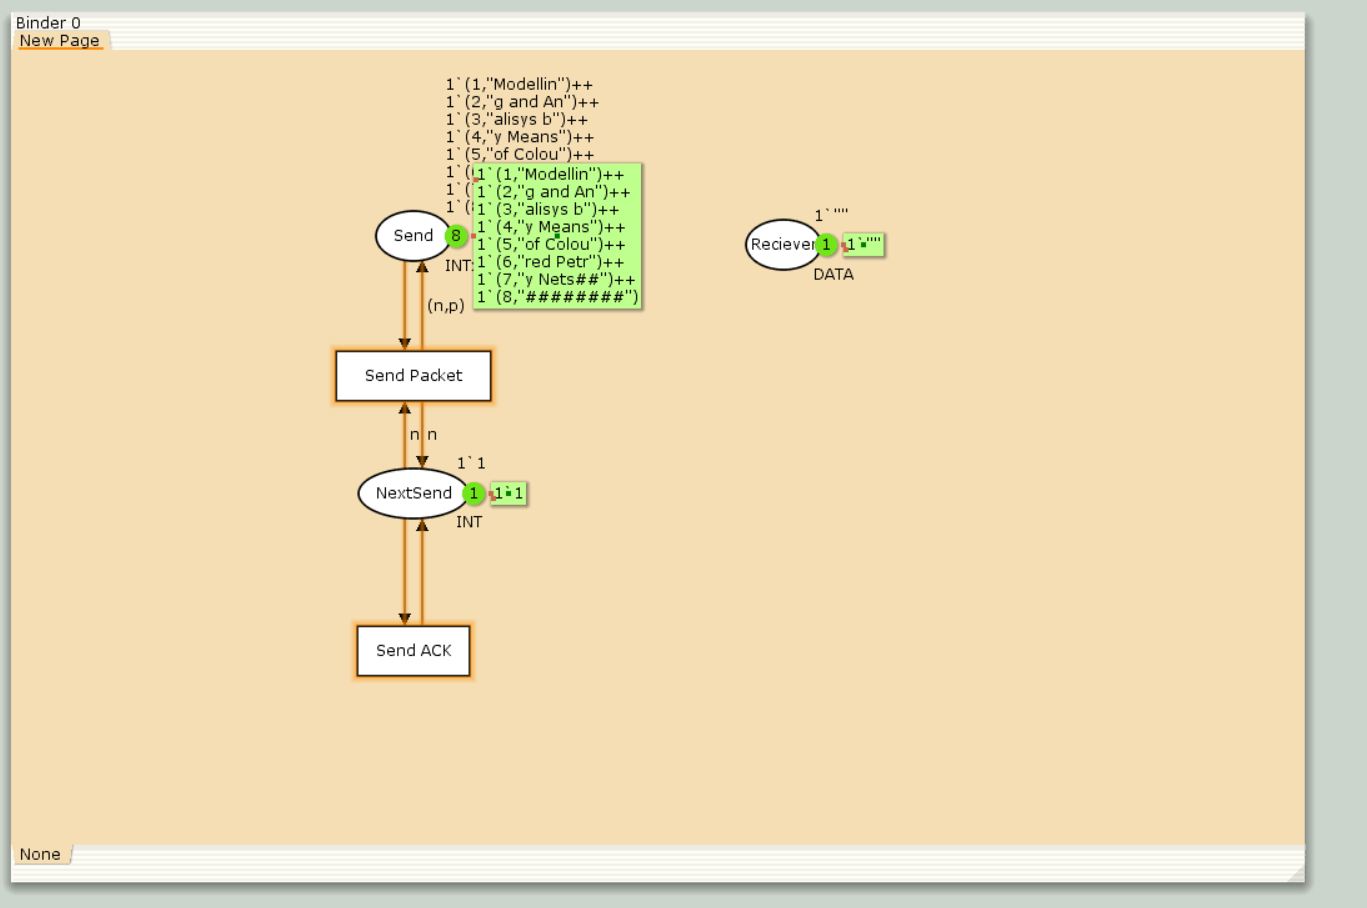 Binder 0
New Page
1`(1,"Modellin")++
1`(2,"g and An")++
1`(3,"alisys b")++
1`(4,"y Means")++
1`(5,"of Colou")++
1`(
1`(
1`(
1`(1,"Modellin")++
1`(2,"g and An")++
1`(3,"alisys b")++
1`(4,"y Means")++
1`(5,"of Colou")++
1`(6,"red Petr")++
1`(7,"y Nets##")++
1`(8,"########")
Send
8
INT
(n,p)
1`""
Reciever
1
1`""
DATA
Send Packet
n n
1`1
NextSend
1
1`1
INT
Send ACK
None